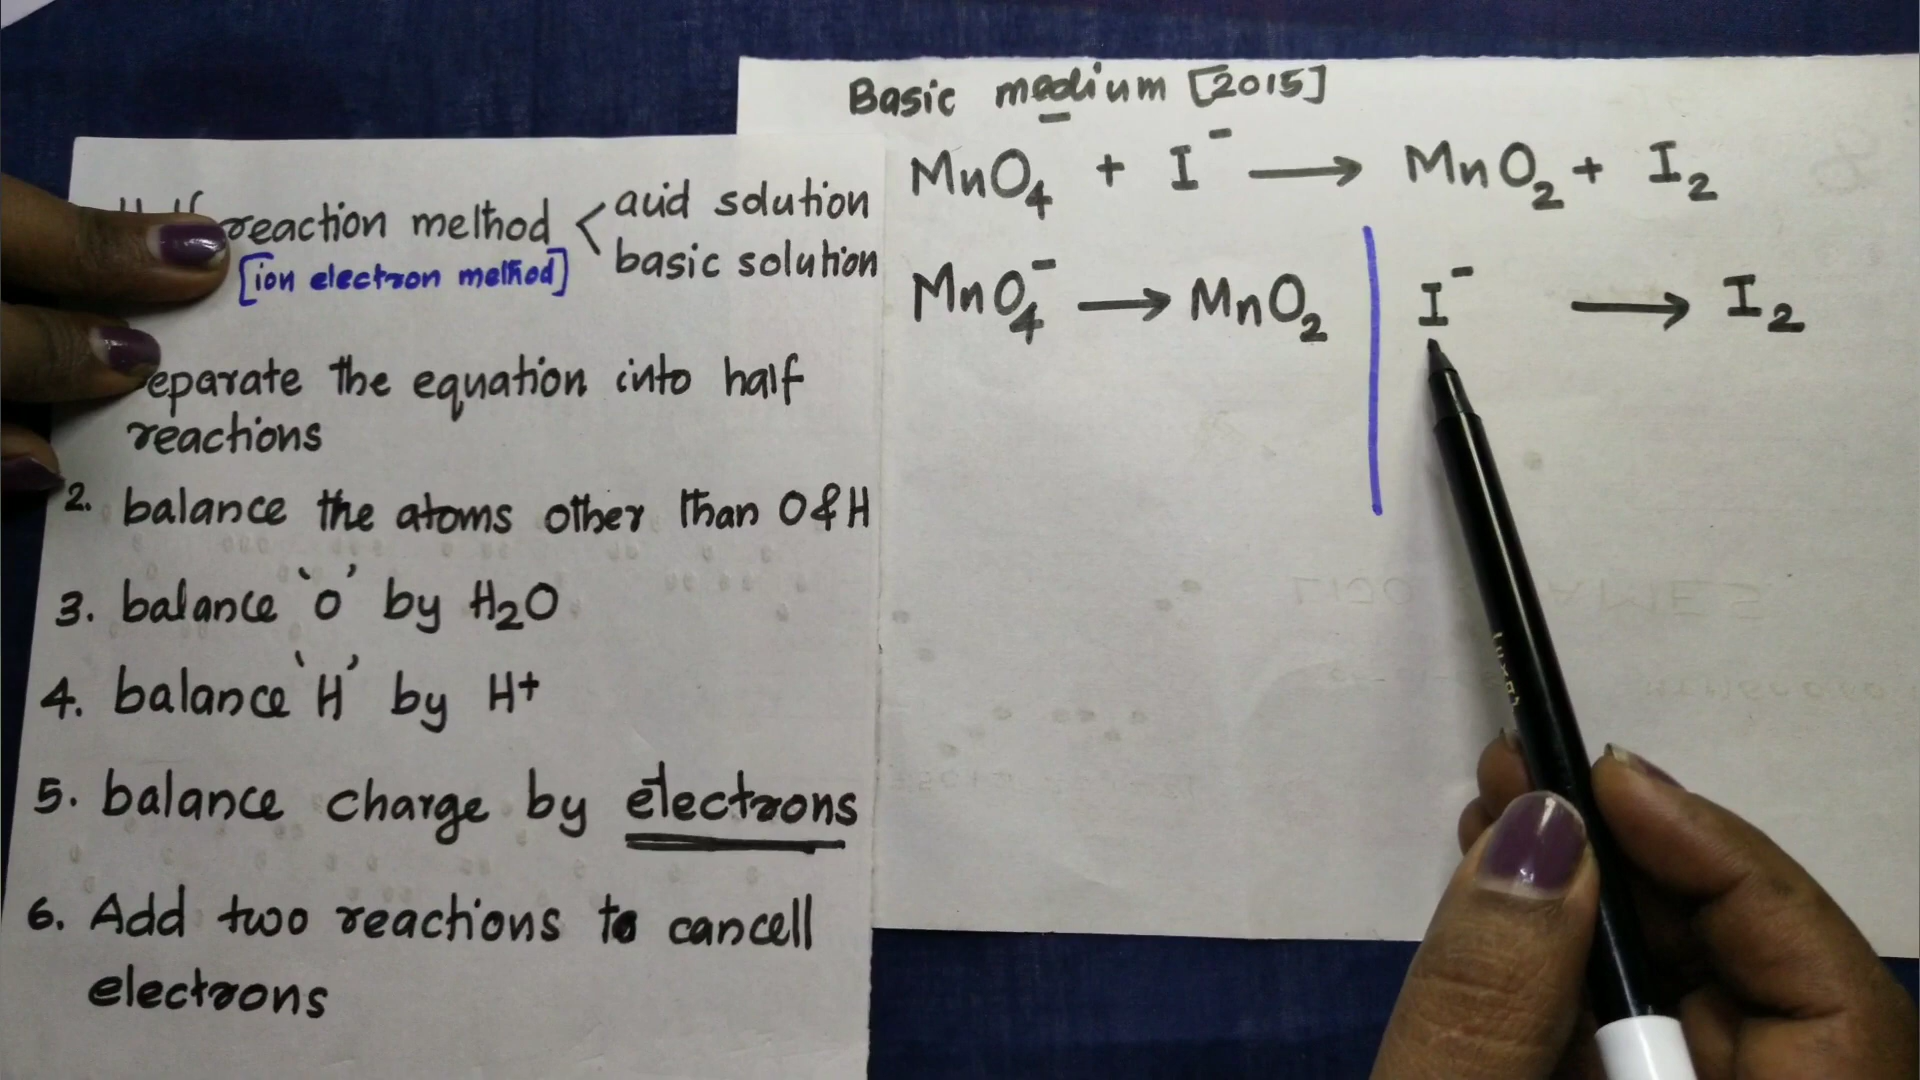 reaction method < acid solution
basic solution
[ion electron method]
eparate the equation into half
reactions
2. balance the atoms other than O & H
3. balance 'O' by H₂O
4. balance 'H' by H+
5. balance charge by electrons
6. Add two reactions to cancell
electrons
Basic medium [2015]
MnO₄⁻ + I⁻ → MnO₂ + I₂
MnO₄⁻ → MnO₂ | I⁻ → I₂